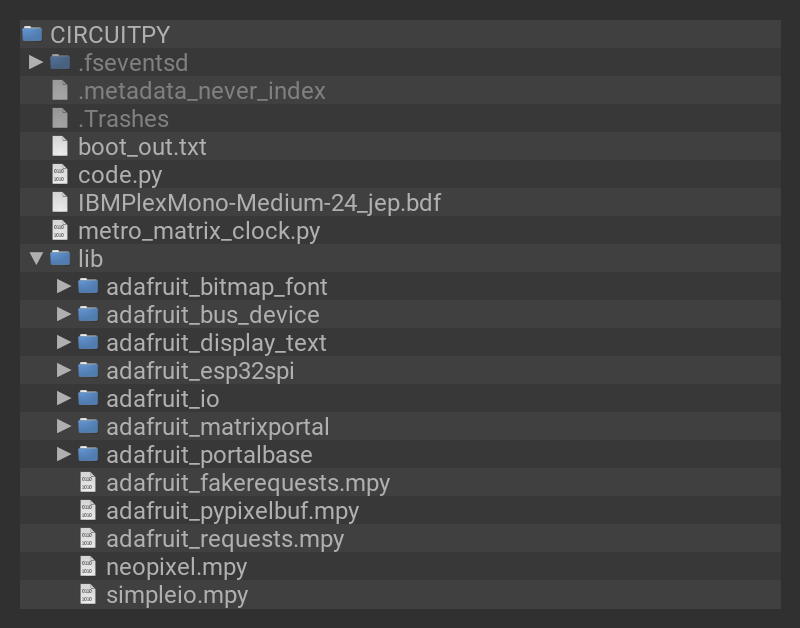 CIRCUITPY
.fseventsd
.metadata_never_index
.Trashes
boot_out.txt
code.py
IBMPlexMono-Medium-24_jep.bdf
metro_matrix_clock.py
lib
adafruit_bitmap_font
adafruit_bus_device
adafruit_display_text
adafruit_esp32spi
adafruit_io
adafruit_matrixportal
adafruit_portalbase
adafruit_fakerequests.mpy
adafruit_pypixelbuf.mpy
adafruit_requests.mpy
neopixel.mpy
simpleio.mpy